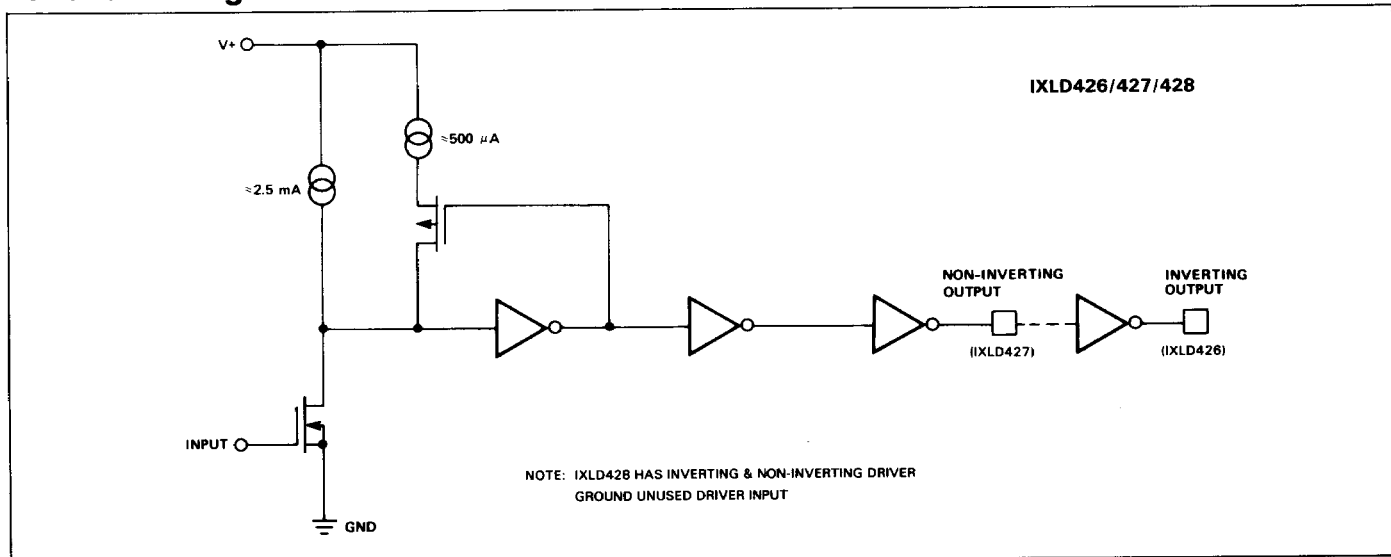 V+
IXLD426/427/428
≈500 μA
≈2.5 mA
NON-INVERTING
OUTPUT
INVERTING
OUTPUT
(IXLD427)
(IXLD426)
INPUT
NOTE: IXLD428 HAS INVERTING & NON-INVERTING DRIVER
GROUND UNUSED DRIVER INPUT
GND